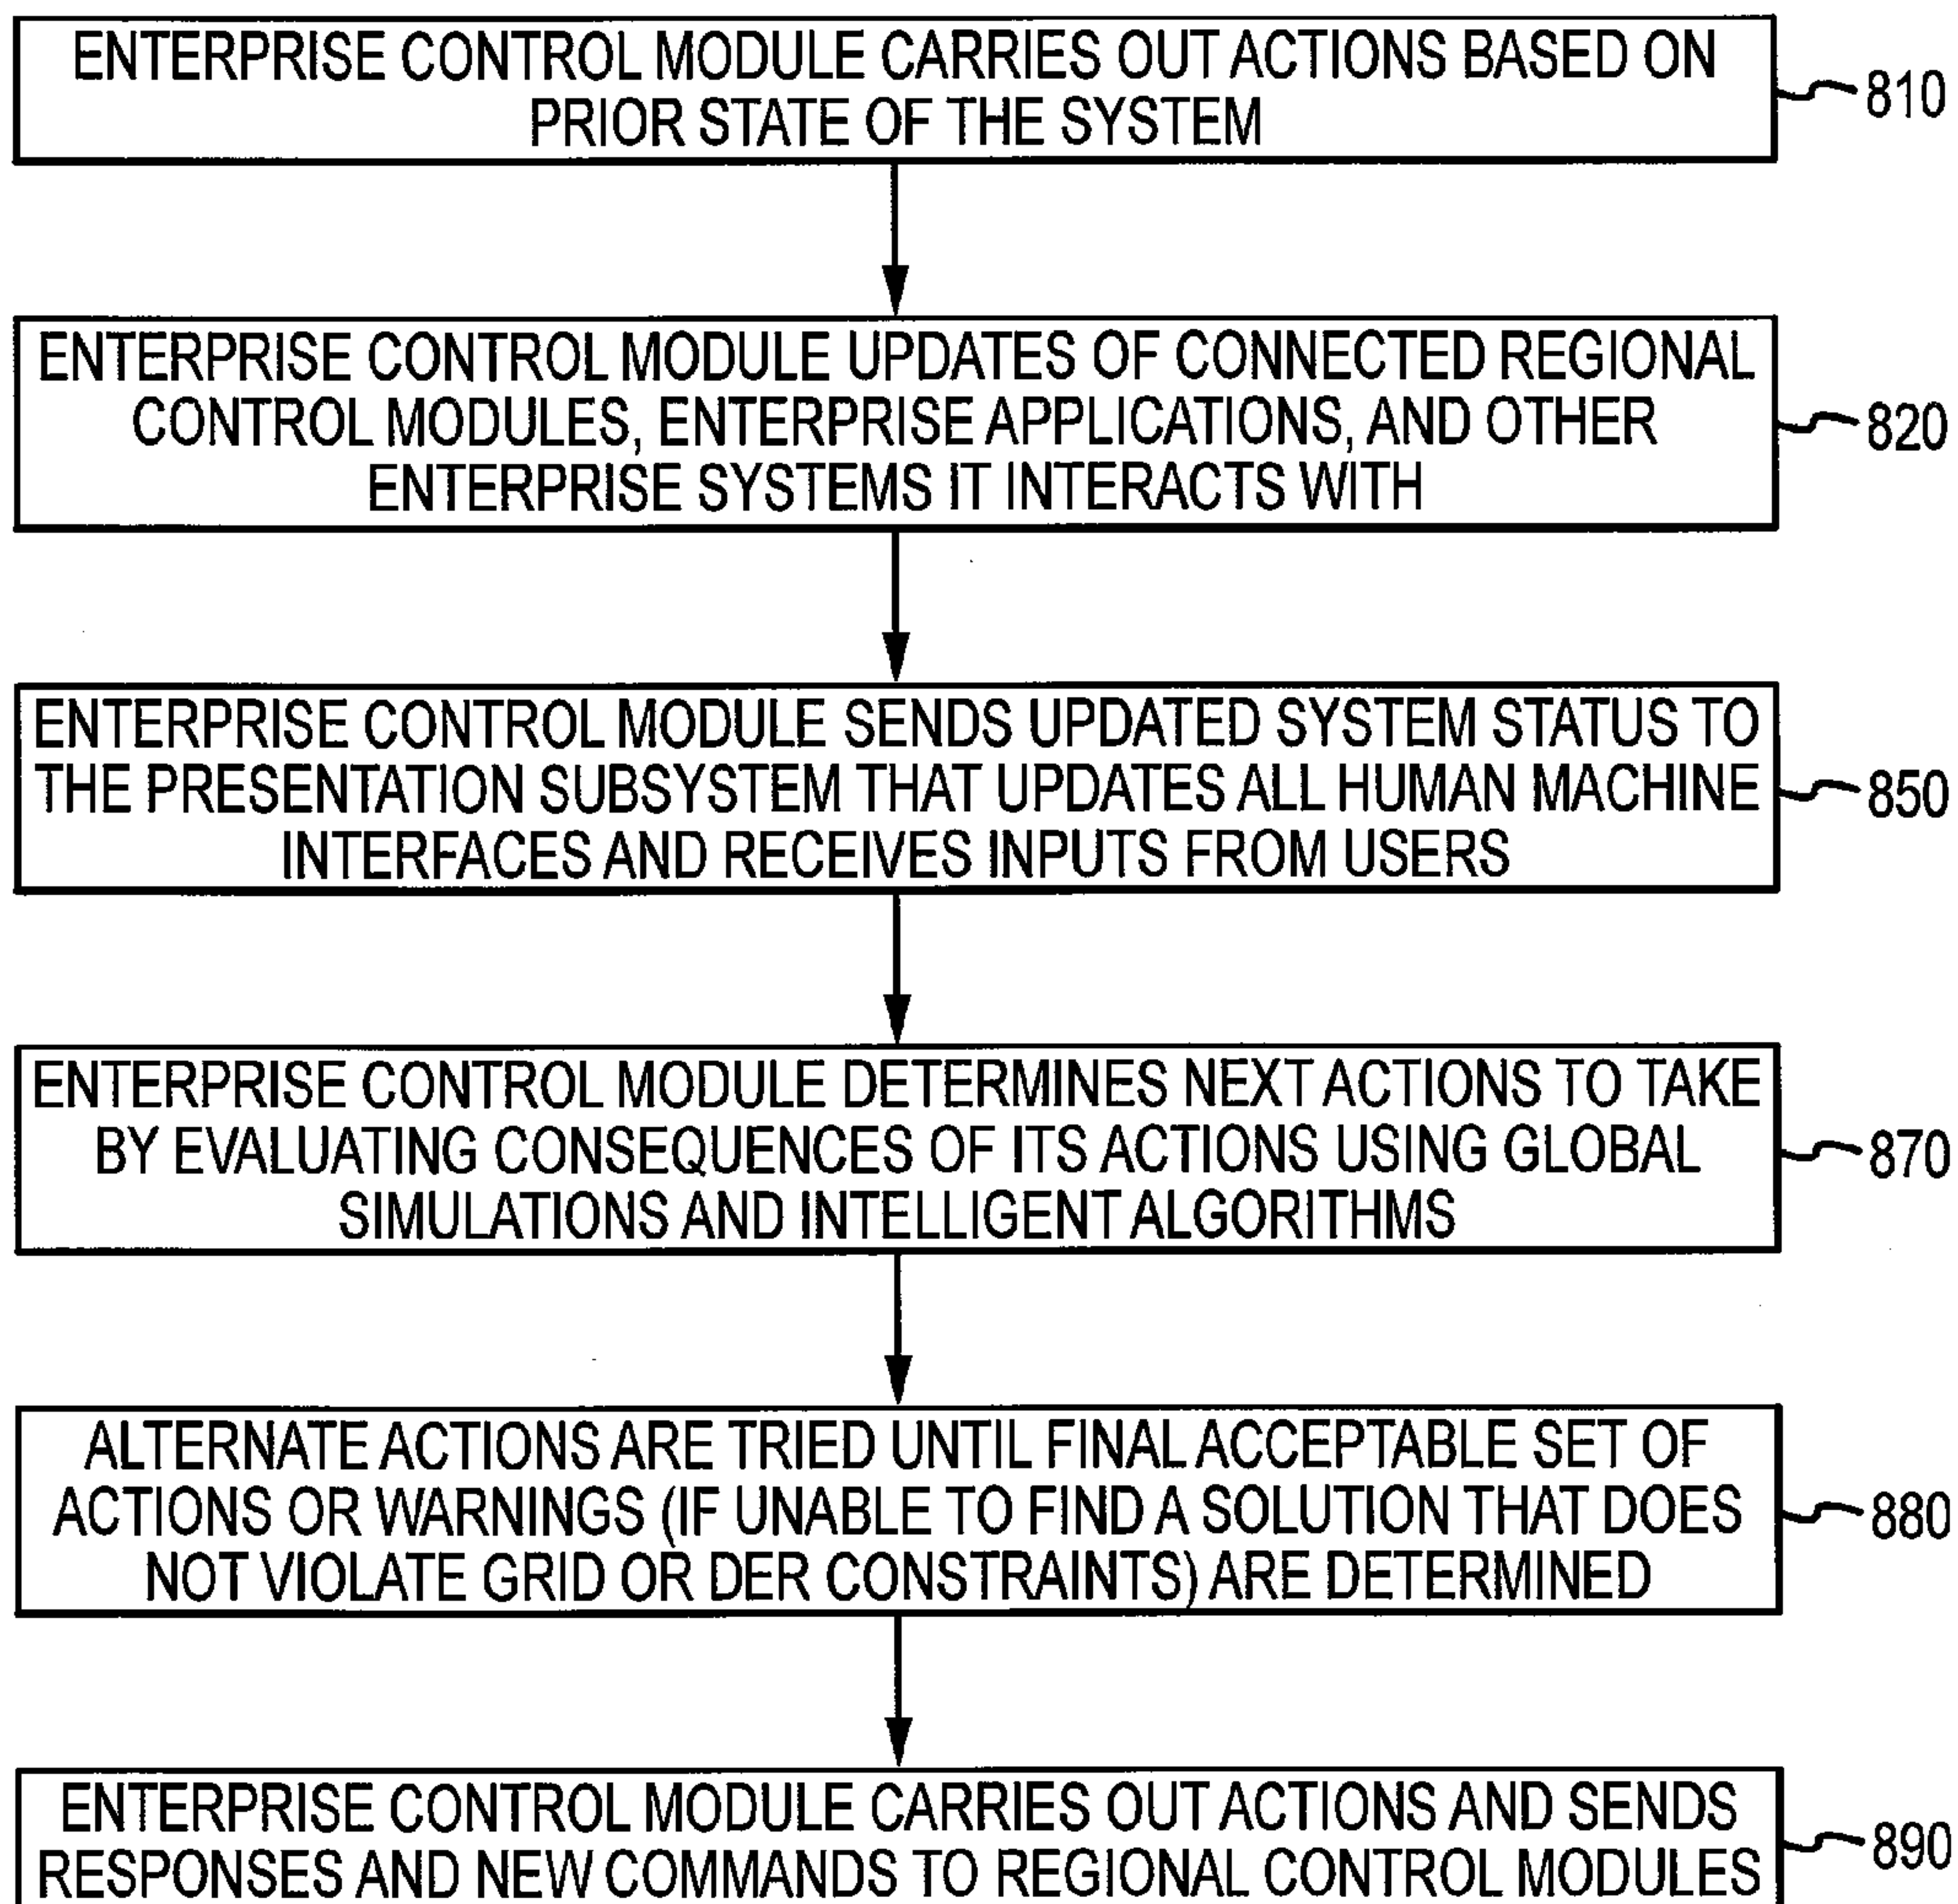 ENTERPRISE CONTROL MODULE CARRIES OUT ACTIONS BASED ON
PRIOR STATE OF THE SYSTEM
810
ENTERPRISE CONTROL MODULE UPDATES OF CONNECTED REGIONAL
CONTROL MODULES, ENTERPRISE APPLICATIONS, AND OTHER
ENTERPRISE SYSTEMS IT INTERACTS WITH
820
ENTERPRISE CONTROL MODULE SENDS UPDATED SYSTEM STATUS TO
THE PRESENTATION SUBSYSTEM THAT UPDATES ALL HUMAN MACHINE
INTERFACES AND RECEIVES INPUTS FROM USERS
850
ENTERPRISE CONTROL MODULE DETERMINES NEXT ACTIONS TO TAKE
BY EVALUATING CONSEQUENCES OF ITS ACTIONS USING GLOBAL
SIMULATIONS AND INTELLIGENT ALGORITHMS
870
ALTERNATE ACTIONS ARE TRIED UNTIL FINAL ACCEPTABLE SET OF
ACTIONS OR WARNINGS (IF UNABLE TO FIND A SOLUTION THAT DOES
NOT VIOLATE GRID OR DER CONSTRAINTS) ARE DETERMINED
880
ENTERPRISE CONTROL MODULE CARRIES OUT ACTIONS AND SENDS
RESPONSES AND NEW COMMANDS TO REGIONAL CONTROL MODULES
890